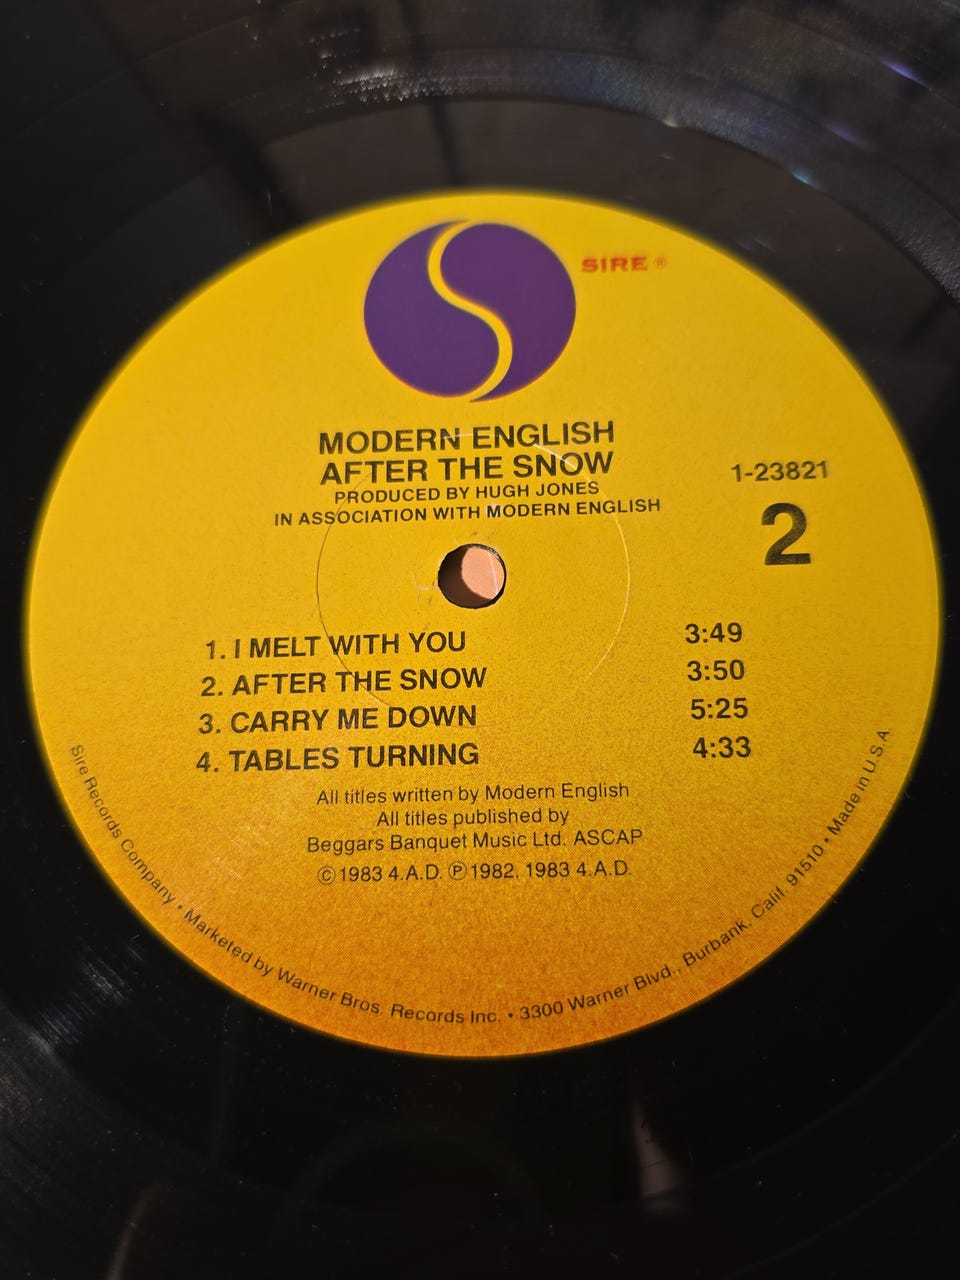 SIRE ®
MODERN ENGLISH
AFTER THE SNOW
PRODUCED BY HUGH JONES
IN ASSOCIATION WITH MODERN ENGLISH
1-23821
2
1. I MELT WITH YOU 3:49
2. AFTER THE SNOW 3:50
3. CARRY ME DOWN 5:25
4. TABLES TURNING 4:33
All titles written by Modern English
All titles published by
Beggars Banquet Music Ltd. ASCAP
Ⓒ1983 4.A.D. Ⓟ1982, 1983 4.A.D.
Sire Records Company • Marketed by Warner Bros. Records Inc. • 3300 Warner Blvd., Burbank, Calif. 91510 • Made in U.S.A.